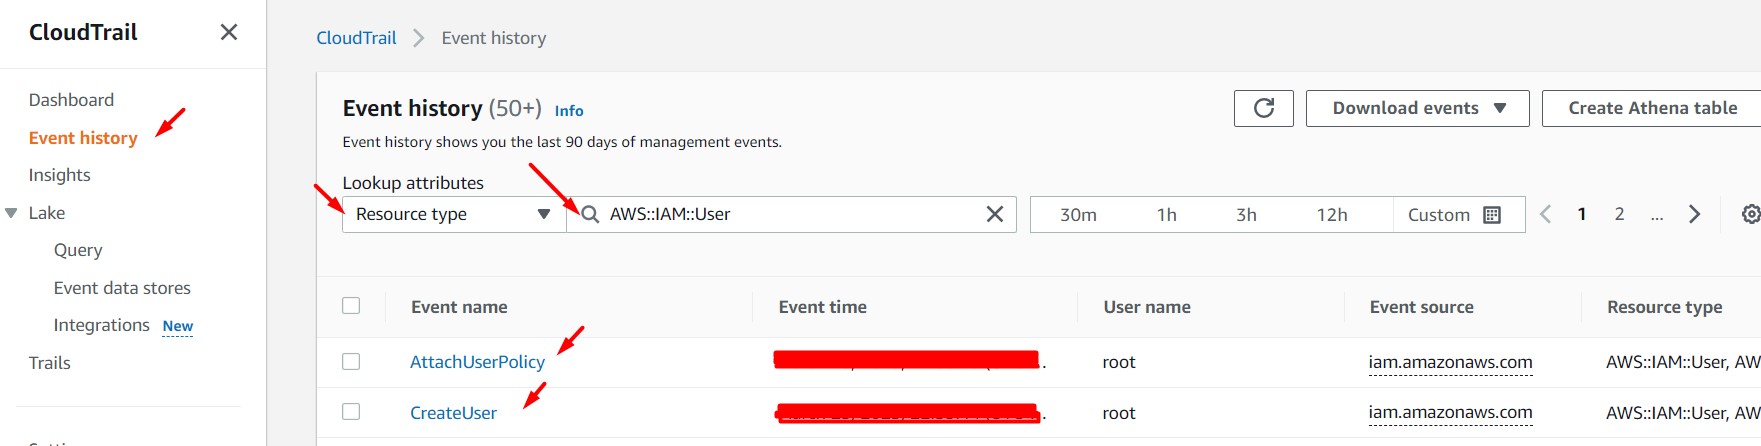 CloudTrail
Dashboard
Event history
Insights
Lake
Query
Event data stores
Integrations New
Trails
CloudTrail Event history
Event history (50+) Info
Download events
Create Athena table
Event history shows you the last 90 days of management events.
Lookup attributes
Resource type
AWS::IAM::User
30m 1h 3h 12h Custom
1 2 ...
Event name Event time User name Event source Resource type
AttachUserPolicy root iam.amazonaws.com AWS::IAM::User, AW
CreateUser root iam.amazonaws.com AWS::IAM::User, AW